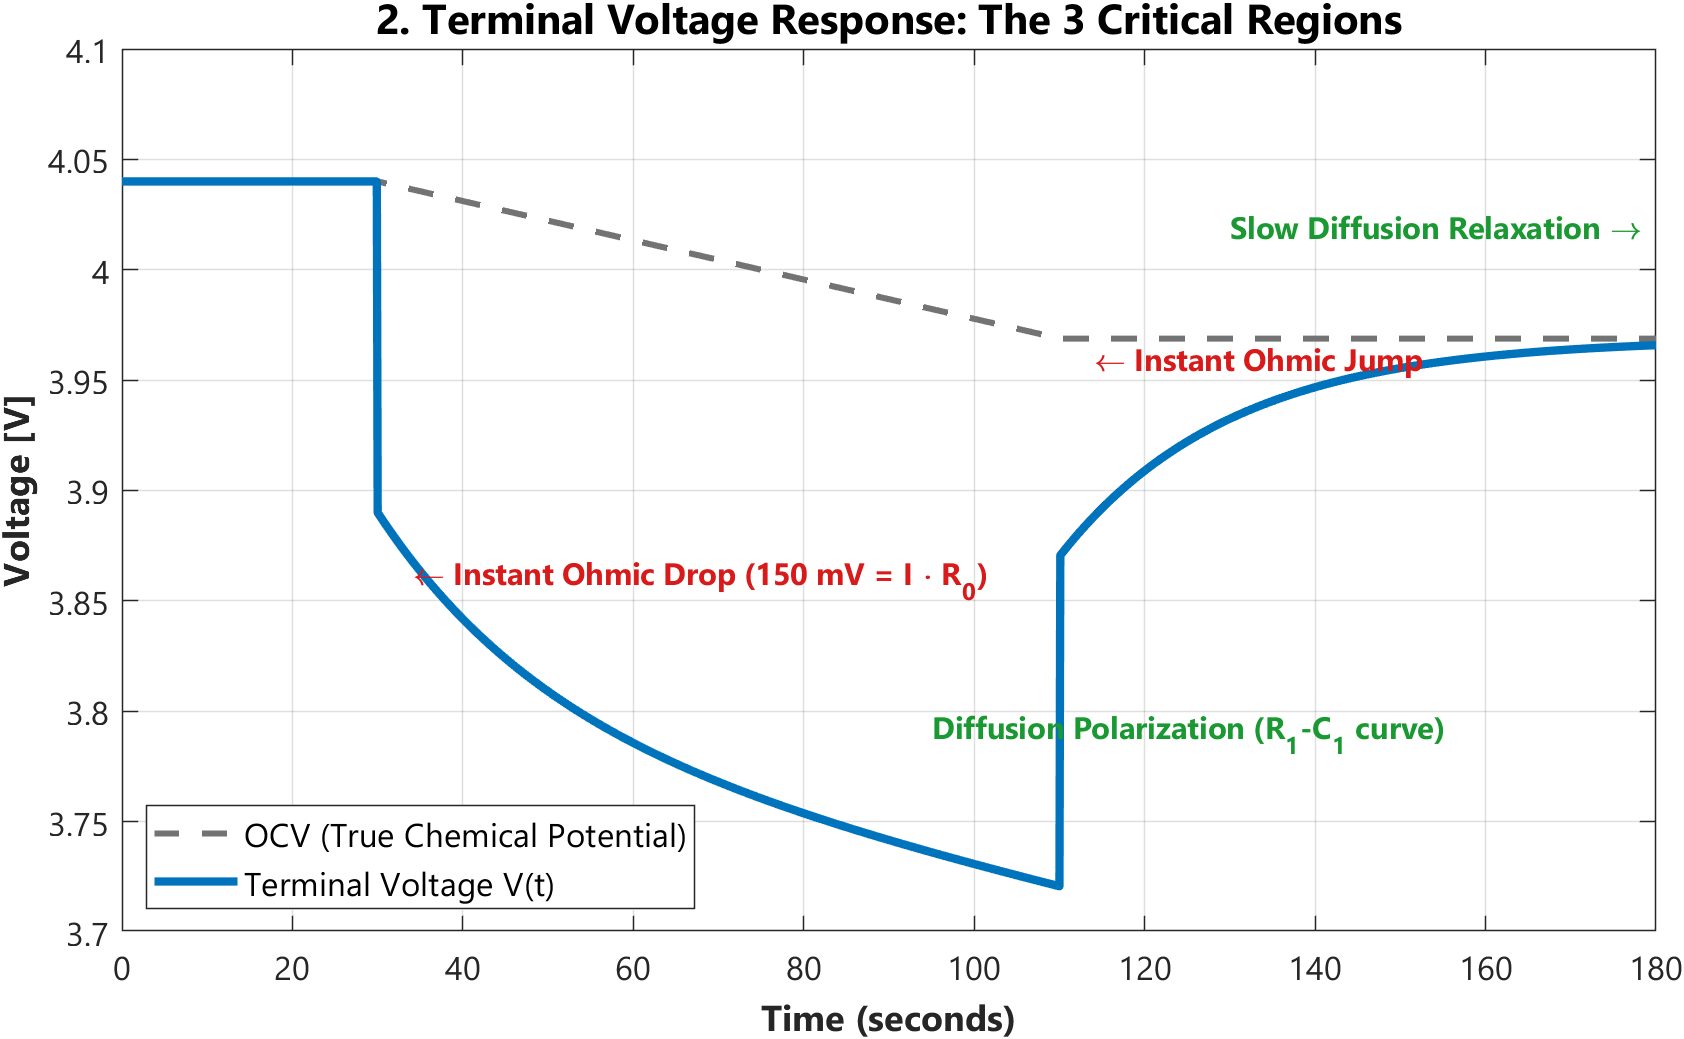 2. Terminal Voltage Response: The 3 Critical Regions
4.1
4.05
4
3.95
3.9
3.85
3.8
3.75
3.7
Voltage [V]
Slow Diffusion Relaxation →
← Instant Ohmic Jump
← Instant Ohmic Drop (150 mV = I · R₀)
Diffusion Polarization (R₁-C₁ curve)
OCV (True Chemical Potential)
Terminal Voltage V(t)
0 20 40 60 80 100 120 140 160 180
Time (seconds)